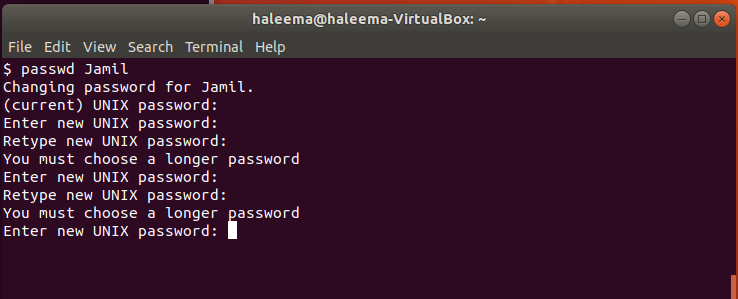 haleema@haleema-VirtualBox: ~
File Edit View Search Terminal Help
$ passwd Jamil
Changing password for Jamil.
(current) UNIX password:
Enter new UNIX password:
Retype new UNIX password:
You must choose a longer password
Enter new UNIX password:
Retype new UNIX password:
You must choose a longer password
Enter new UNIX password: